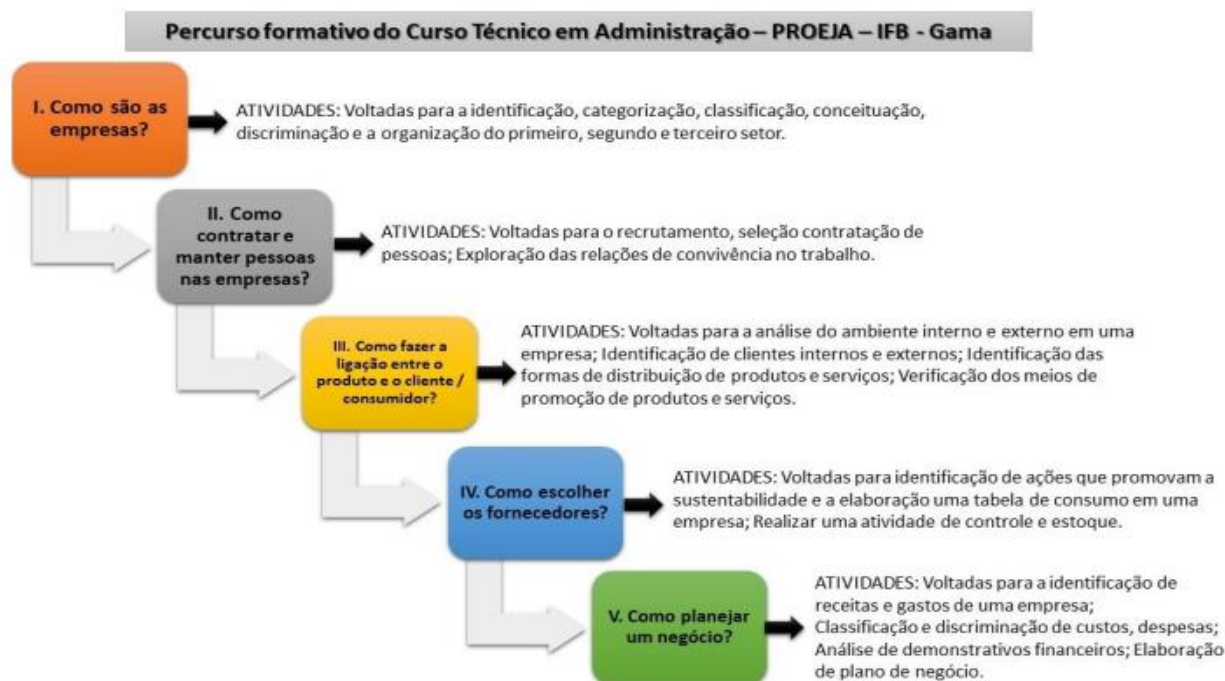 Percurso formativo do Curso Técnico em Administração – PROEJA – IFB - Gama
I. Como são as
empresas?
ATIVIDADES: Voltadas para a identificação, categorização, classificação, conceituação,
discriminação e a organização do primeiro, segundo e terceiro setor.
II. Como
contratar e
manter pessoas
nas empresas?
ATIVIDADES: Voltadas para o recrutamento, seleção contratação de
pessoas; Exploração das relações de convivência no trabalho.
III. Como fazer a
ligação entre o
produto e o cliente /
consumidor?
ATIVIDADES: Voltadas para a análise do ambiente interno e externo em uma
empresa; Identificação de clientes internos e externos; Identificação das
formas de distribuição de produtos e serviços; Verificação dos meios de
promoção de produtos e serviços.
IV. Como escolher
os fornecedores?
ATIVIDADES: Voltadas para identificação de ações que promovam a
sustentabilidade e a elaboração uma tabela de consumo em uma
empresa; Realizar uma atividade de controle e estoque.
V. Como planejar
um negócio?
ATIVIDADES: Voltadas para a identificação de
receitas e gastos de uma empresa;
Classificação e discriminação de custos, despesas;
Análise de demonstrativos financeiros; Elaboração
de plano de negócio.